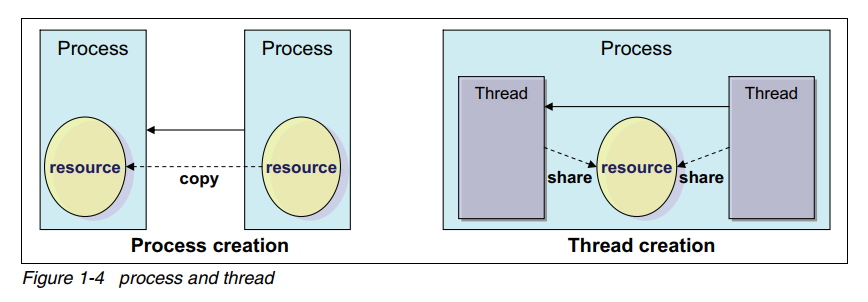 Process
Process
resource
resource
copy
Process creation
Process
Thread
Thread
resource
share
share
Thread creation
Figure 1-4 process and thread